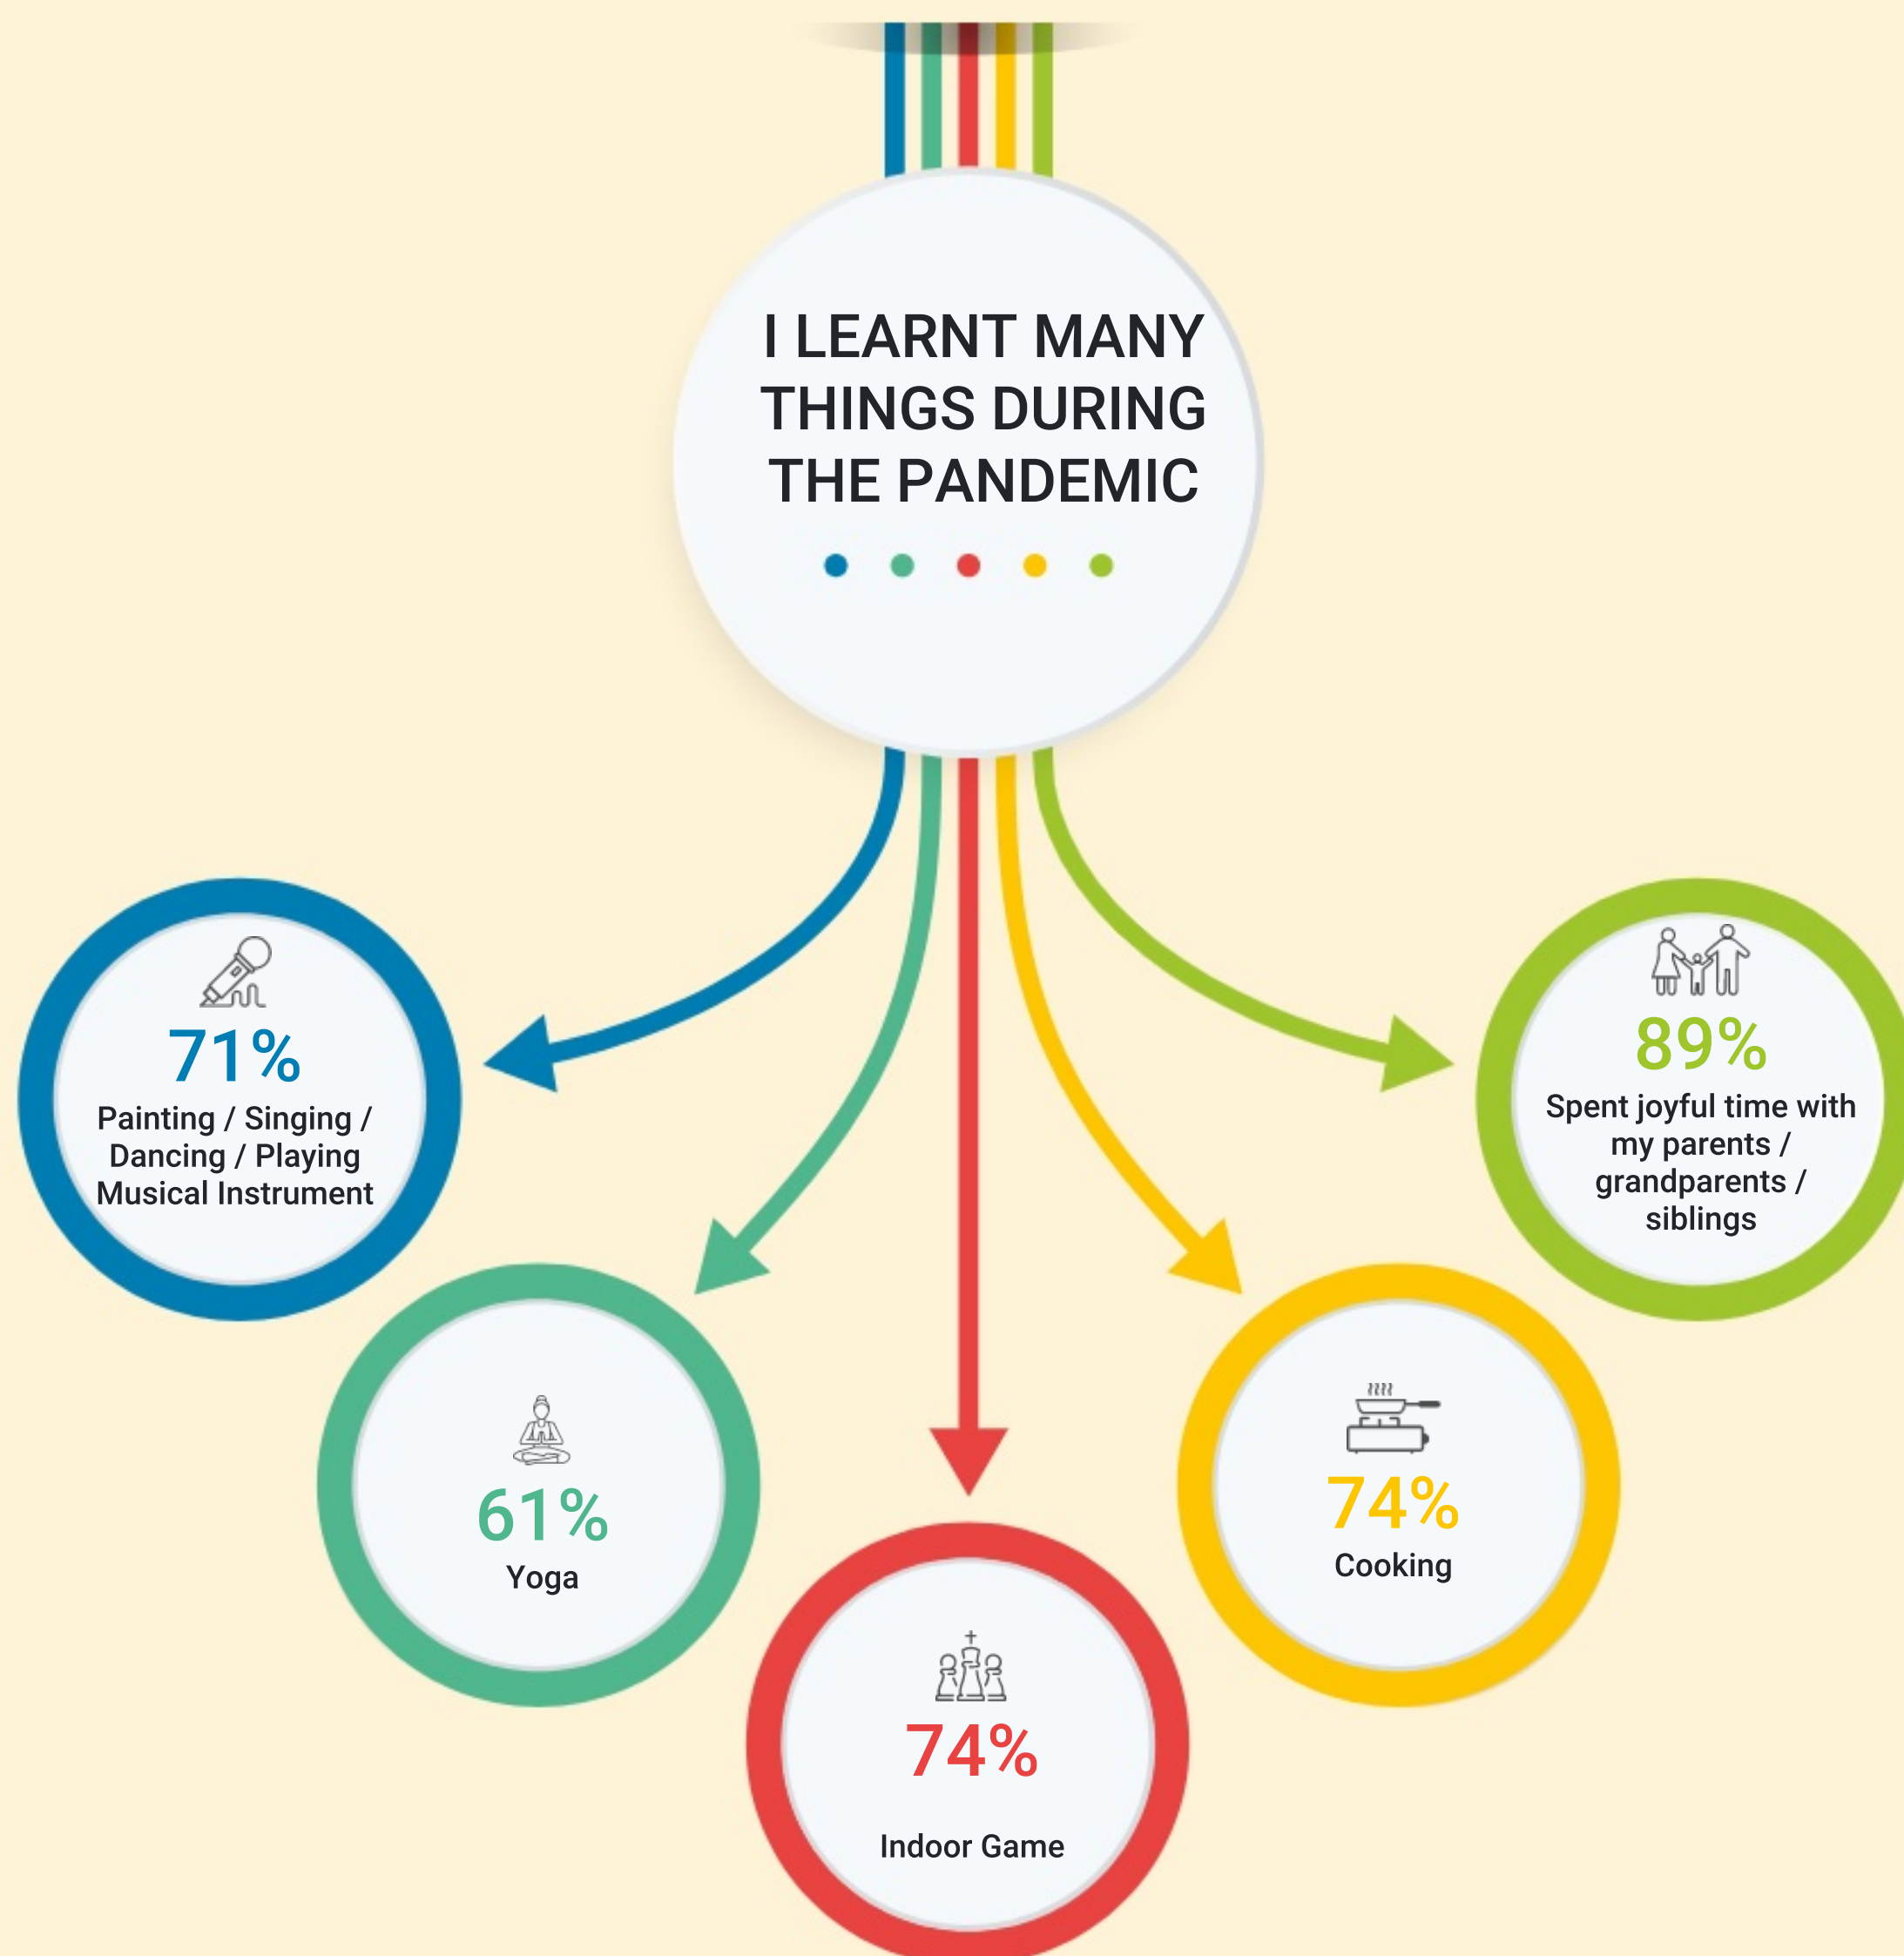 I LEARNT MANY
THINGS DURING
THE PANDEMIC
71%
Painting / Singing /
Dancing / Playing
Musical Instrument
61%
Yoga
74%
Indoor Game
74%
Cooking
89%
Spent joyful time with
my parents /
grandparents /
siblings